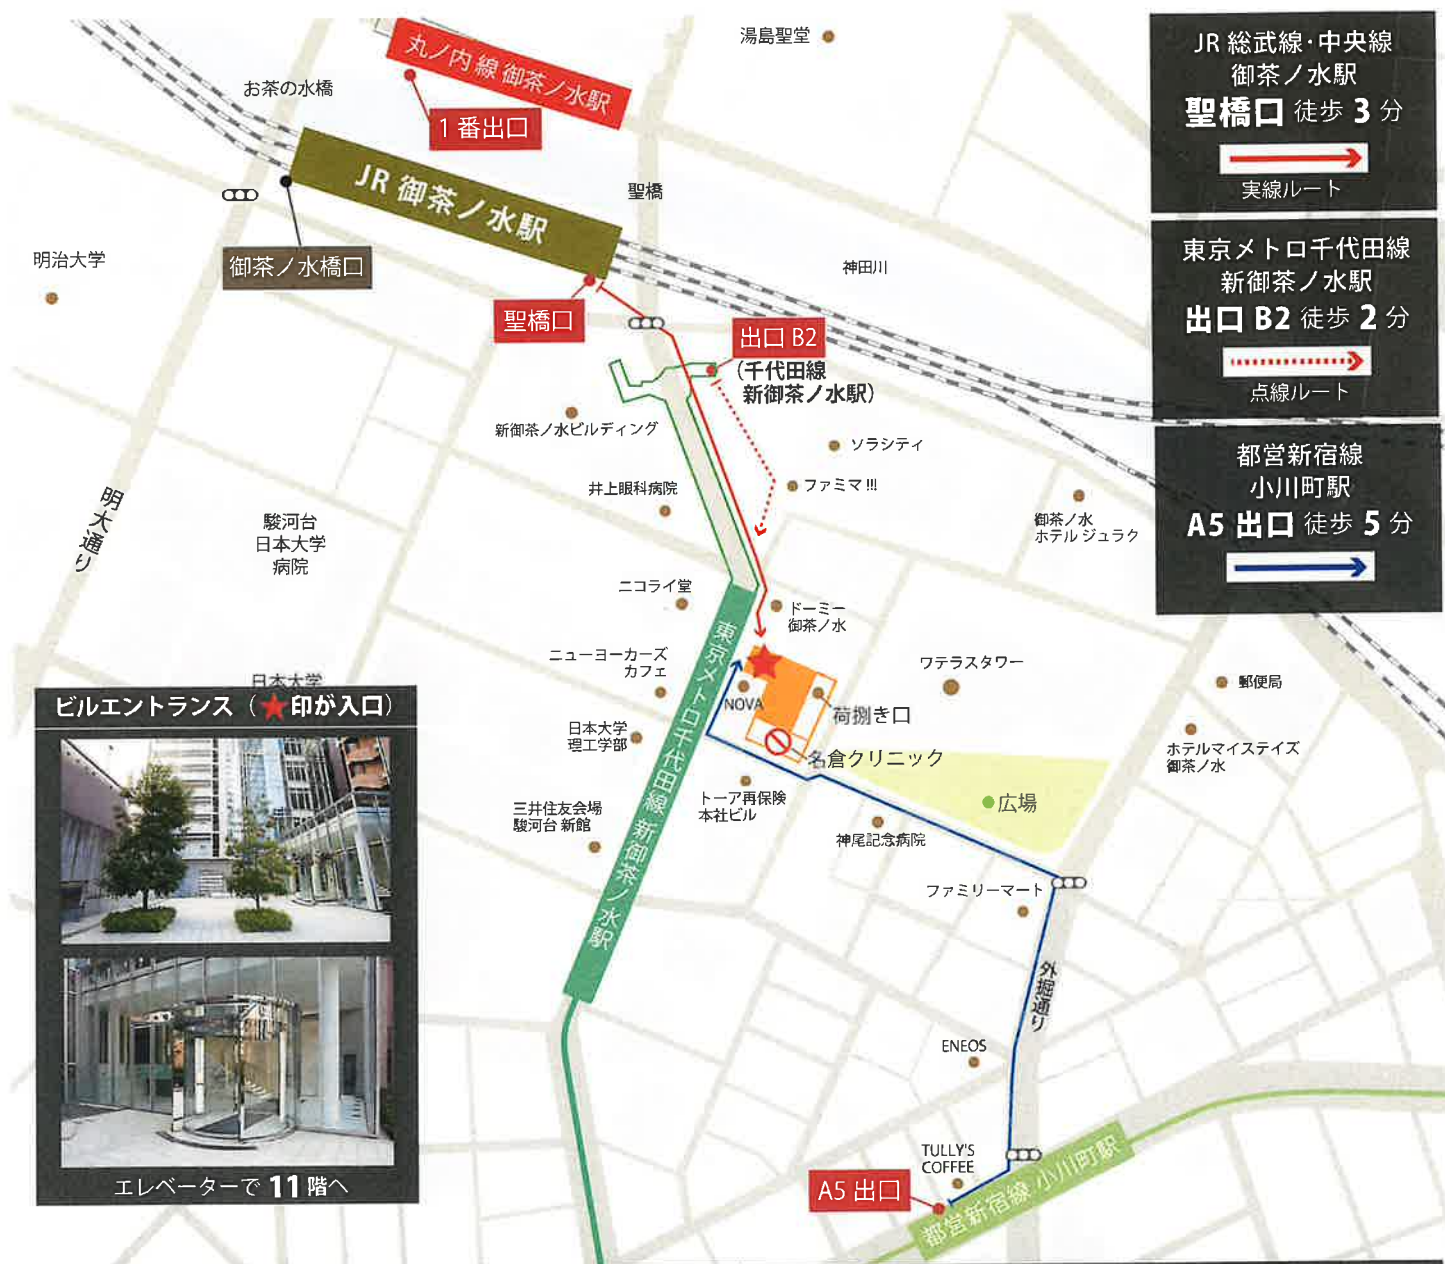 湯島聖堂
丸ノ内線 御茶ノ水駅
お茶の水橋
1 番出口
JR 御茶ノ水駅
聖橋
明治大学
御茶ノ水橋口
神田川
聖橋口
出口 B2
(千代田線
新御茶ノ水駅)
新御茶ノ水ビルディング
ソラシティ
井上眼科病院
ファミマ !!!
明大通り
駿河台
日本大学
病院
御茶ノ水
ホテル ジュラク
ニコライ堂
ドーミー
御茶ノ水
ニューヨーカーズ
カフェ
ワテラスタワー
郵便局
日本大学
NOVA
荷捌き口
日本大学
理工学部
名倉クリニック
ホテルマイステイズ
御茶ノ水
トーア再保険
本社ビル
広場
三井住友会場
駿河台 新館
神尾記念病院
ファミリーマート
東京メトロ千代田線 新御茶ノ水駅
外掘通り
ENEOS
TULLY'S
COFFEE
A5 出口
都営新宿線 小川町駅
JR 総武線・中央線
御茶ノ水駅
聖橋口 徒歩 3 分
実線ルート
東京メトロ千代田線
新御茶ノ水駅
出口 B2 徒歩 2 分
点線ルート
都営新宿線
小川町駅
A5 出口 徒歩 5 分
ビルエントランス (★印が入口)
エレベーターで 11 階へ